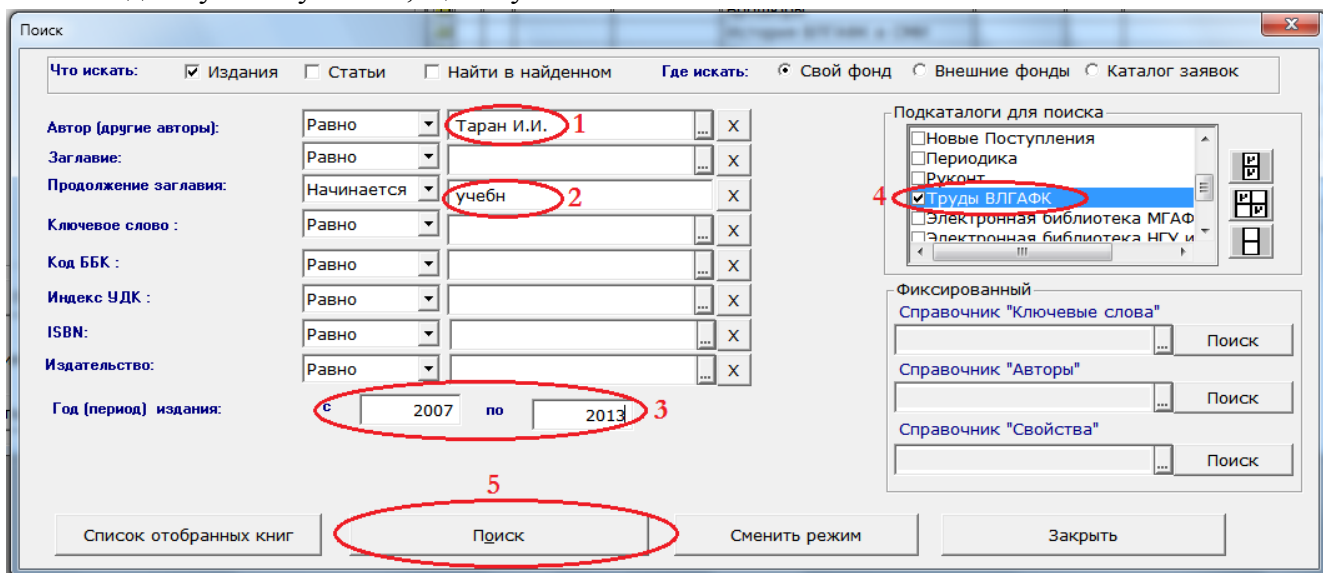 Поиск
Что искать: Издания Статьи Найти в найденном Где искать: Свой фонд Внешние фонды Каталог заявок
Автор (другие авторы): Равно Таран И.И. ... X 1
Заглавие: Равно ... X
Продолжение заглавия: Начинается учебн X 2
Ключевое слово : Равно ... X
Код ББК : Равно ... X
Индекс УДК : Равно ... X
ISBN: Равно ... X
Издательство: Равно ... X
Год (период) издания: с 2007 по 2013 3
Подкаталоги для поиска
Новые Поступления
Периодика
Руконт
4 Труды ВЛГАФК
Электронная библиотека МГАФ
Электронная библиотека НГУ и
Фиксированный
Справочник "Ключевые слова"
... Поиск
Справочник "Авторы"
... Поиск
Справочник "Свойства"
... Поиск
5
Список отобранных книг Поиск Сменить режим Закрыть